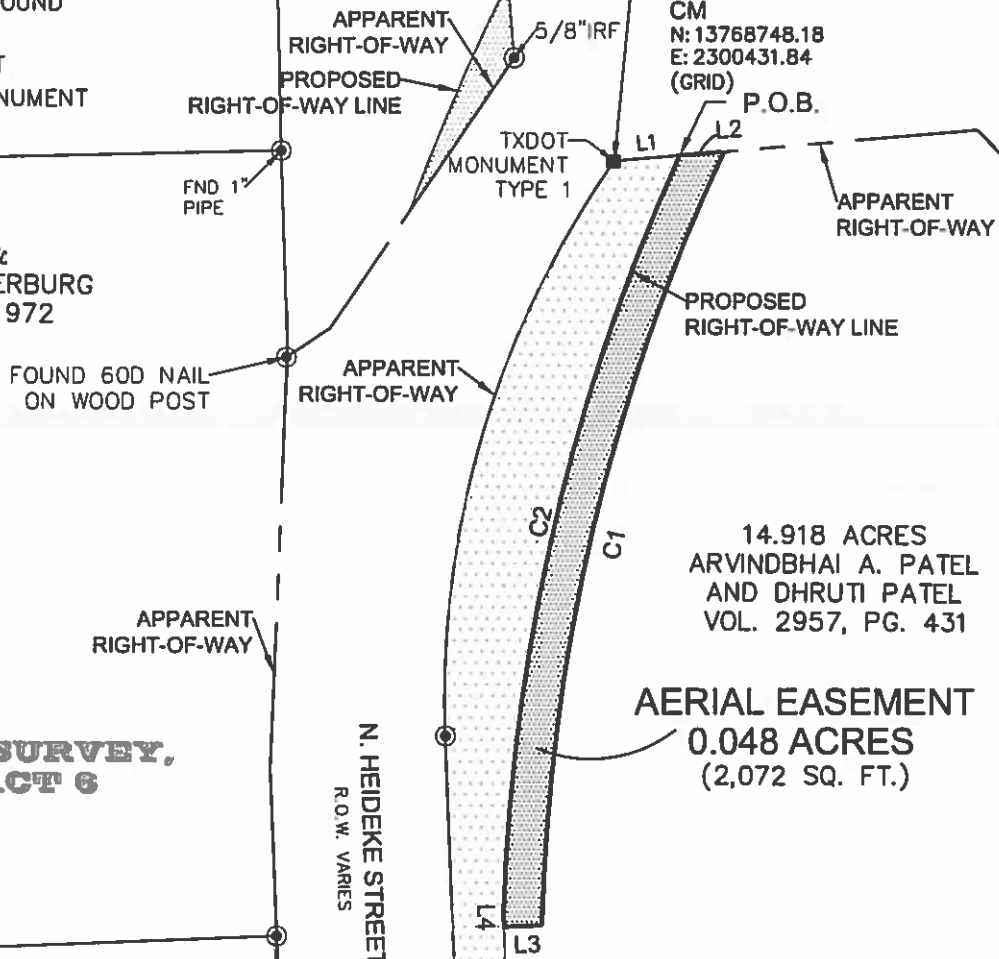 OUND
APPARENT
RIGHT-OF-WAY
5/8"IRF
CM
N: 13768748.18
E: 2300431.84
(GRID)
P.O.B.
NUMENT
PROPOSED
RIGHT-OF-WAY LINE
TXDOT
MONUMENT
TYPE 1
L1
L2
FND 1"
PIPE
APPARENT
RIGHT-OF-WAY
ERBURG
972
PROPOSED
RIGHT-OF-WAY LINE
FOUND 60D NAIL
ON WOOD POST
APPARENT
RIGHT-OF-WAY
C2
C1
14.918 ACRES
ARVINDBHAI A. PATEL
AND DHRUTI PATEL
VOL. 2957, PG. 431
APPARENT
RIGHT-OF-WAY
AERIAL EASEMENT
0.048 ACRES
(2,072 SQ. FT.)
SURVEY,
ACT 6
N. HEIDEKE STREET
R.O.W. VARIES
L4
L3